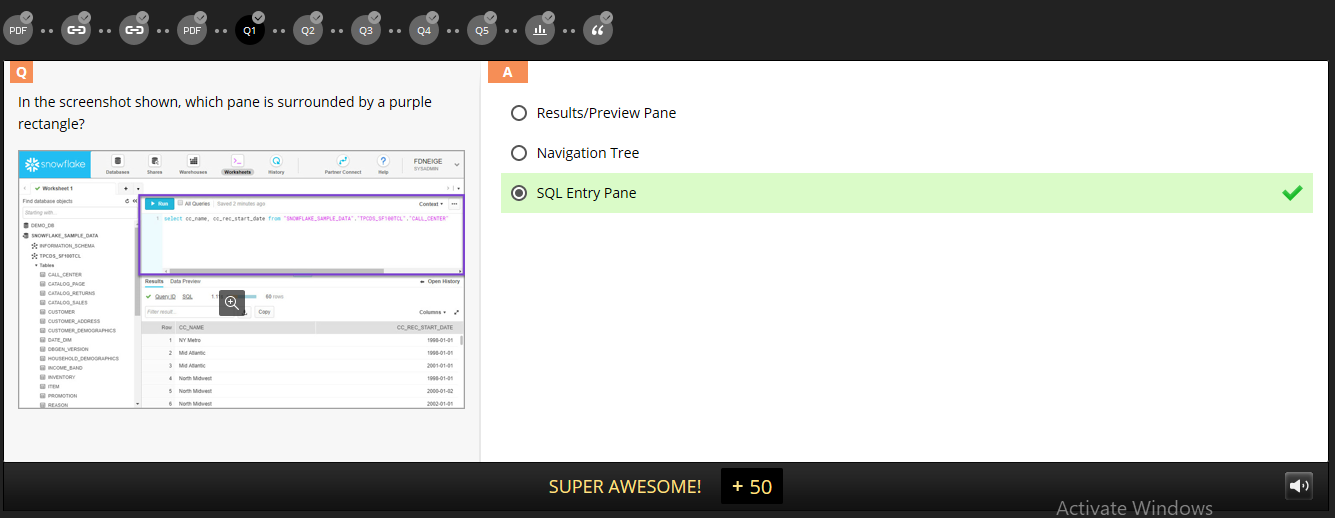 PDF
PDF
Q1
Q2
Q3
Q4
Q5
Q
In the screenshot shown, which pane is surrounded by a purple
rectangle?
snowflake
Databases
Shares
Warehouses
Worksheets
History
Partner Connect
Help
FDNEIGE
SYSADMIN
Worksheet 1
Find database objects
Starting with ...
DEMO_DB
SNOWFLAKE_SAMPLE_DATA
INFORMATION_SCHEMA
TPCDS_SF100TCL
Tables
CALL_CENTER
CATALOG_PAGE
CATALOG_RETURNS
CATALOG_SALES
CUSTOMER
CUSTOMER_ADDRESS
CUSTOMER_DEMOGRAPHICS
DATE_DIM
DBGEN_VERSION
HOUSEHOLD_DEMOGRAPHICS
INCOME_BAND
INVENTORY
ITEM
PROMOTION
REASON
Run
All Queries
Saved 2 minutes ago
Context
1 select cc_name, cc_rec_start_date from "SNOWFLAKE_SAMPLE_DATA"."TPCDS_SF100TCL"."CALL_CENTER"
Results Data Preview
Open History
Query ID SQL
60 rows
Filter result...
Copy
Columns
Row CC_NAME CC_REC_START_DATE
1 NY Metro 1998-01-01
2 Mid Atlantic 1998-01-01
3 Mid Atlantic 2001-01-01
4 North Midwest 1998-01-01
5 North Midwest 2000-01-02
6 North Midwest 2002-01-01
A
Results/Preview Pane
Navigation Tree
SQL Entry Pane
SUPER AWESOME!
+ 50
Activate Windows